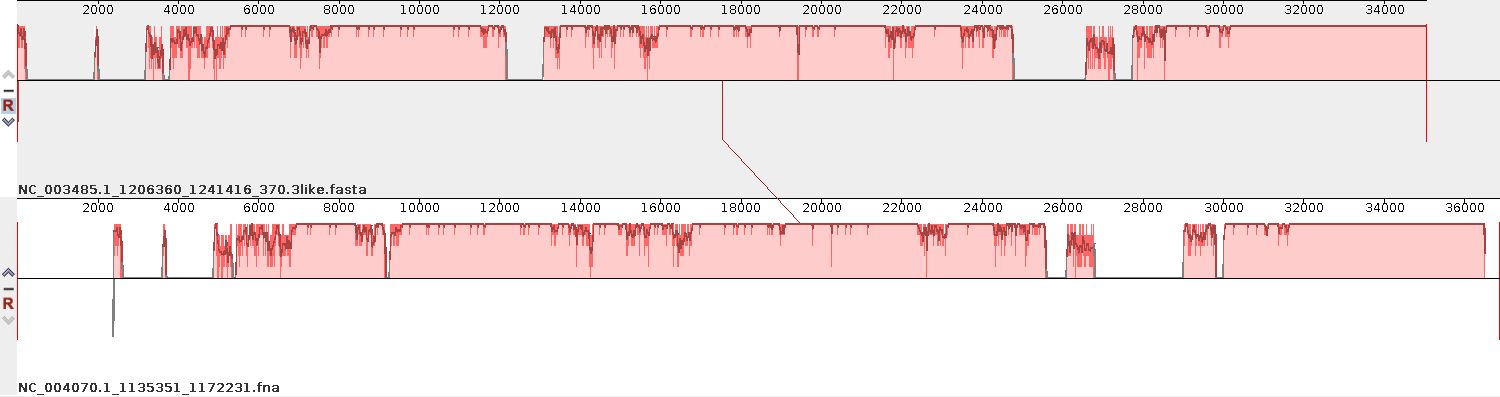 2000 4000 6000 8000 10000 12000 14000 16000 18000 20000 22000 24000 26000 28000 30000 32000 34000
R
NC_003485.1_1206360_1241416_370.3like.fasta
2000 4000 6000 8000 10000 12000 14000 16000 18000 20000 22000 24000 26000 28000 30000 32000 34000 36000
R
NC_004070.1_1135351_1172231.fna